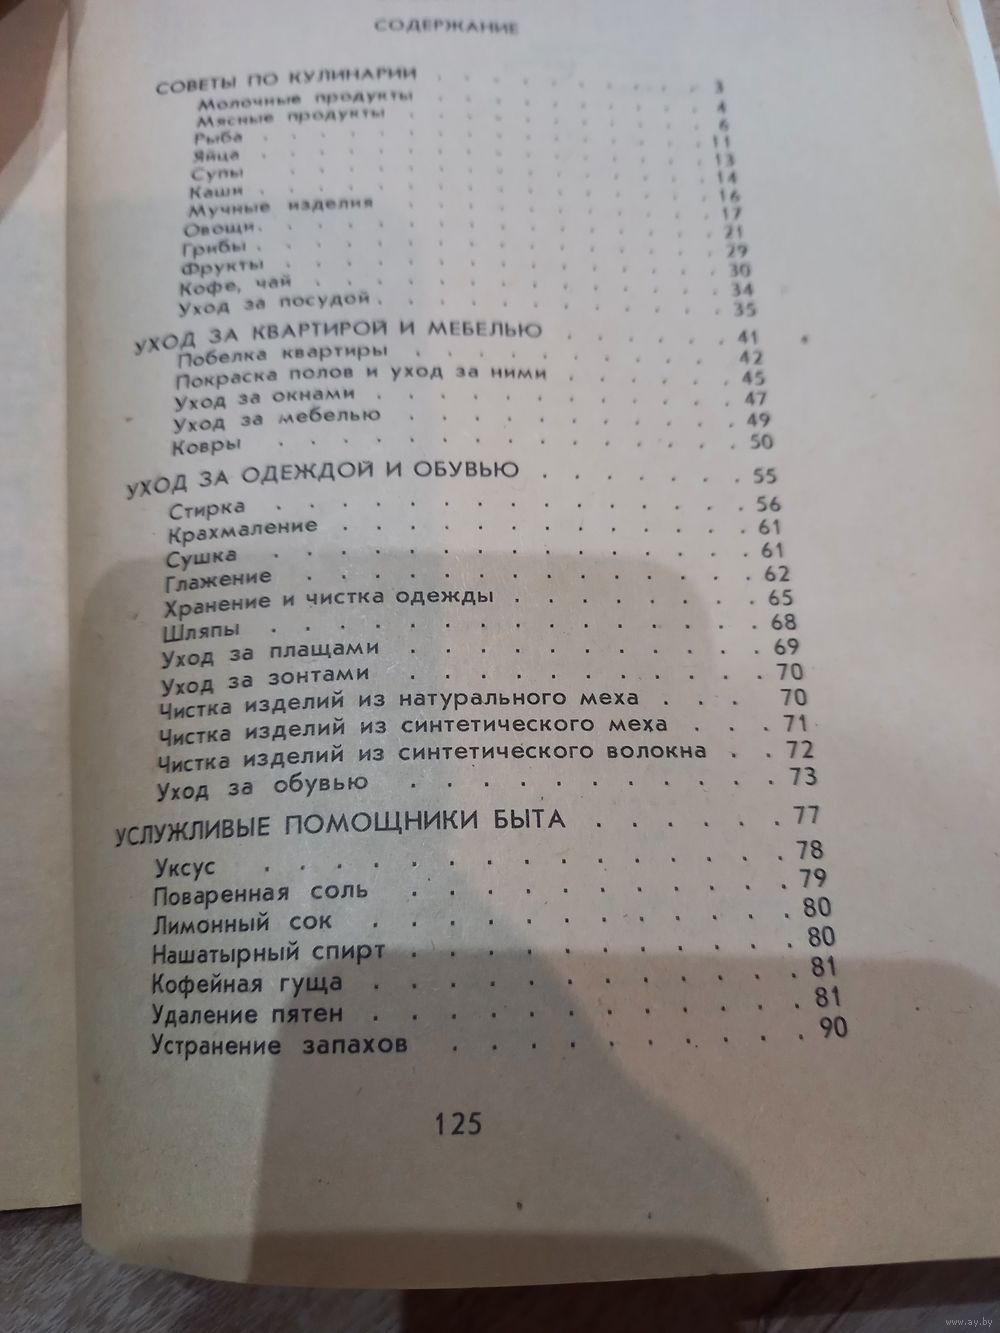 СОДЕРЖАНИЕ
СОВЕТЫ ПО КУЛИНАРИИ . . . . . . . . . 3
Молочные продукты . . . . . . . . . 4
Мясные продукты . . . . . . . . . . 6
Рыба . . . . . . . . . . . . . . 11
Яйца . . . . . . . . . . . . . . 13
Супы . . . . . . . . . . . . . . 14
Каши . . . . . . . . . . . . . . 16
Мучные изделия . . . . . . . . . . 17
Овощи . . . . . . . . . . . . . . 21
Грибы . . . . . . . . . . . . . . 29
Фрукты . . . . . . . . . . . . . 30
Кофе, чай . . . . . . . . . . . . 34
Уход за посудой . . . . . . . . . . 35
УХОД ЗА КВАРТИРОЙ И МЕБЕЛЬЮ . . . . . . 41
Побелка квартиры . . . . . . . . . 42
Покраска полов и уход за ними . . . . . 45
Уход за окнами . . . . . . . . . . 47
Уход за мебелью . . . . . . . . . . 49
Ковры . . . . . . . . . . . . . 50
УХОД ЗА ОДЕЖДОЙ И ОБУВЬЮ . . . . . . . 55
Стирка . . . . . . . . . . . . . 56
Крахмаление . . . . . . . . . . . 61
Сушка . . . . . . . . . . . . . 61
Глажение . . . . . . . . . . . . 62
Хранение и чистка одежды . . . . . . . 65
Шляпы . . . . . . . . . . . . . 68
Уход за плащами . . . . . . . . . . 69
Уход за зонтами . . . . . . . . . . 70
Чистка изделий из натурального меха . . . 70
Чистка изделий из синтетического меха . . . 71
Чистка изделий из синтетического волокна . . 72
Уход за обувью . . . . . . . . . . 73
УСЛУЖЛИВЫЕ ПОМОЩНИКИ БЫТА . . . . . . 77
Уксус . . . . . . . . . . . . . 78
Поваренная соль . . . . . . . . . . 79
Лимонный сок . . . . . . . . . . . 80
Нашатырный спирт . . . . . . . . . . 80
Кофейная гуща . . . . . . . . . . . 81
Удаление пятен . . . . . . . . . . . 81
Устранение запахов . . . . . . . . . 90
125
www.ay.by